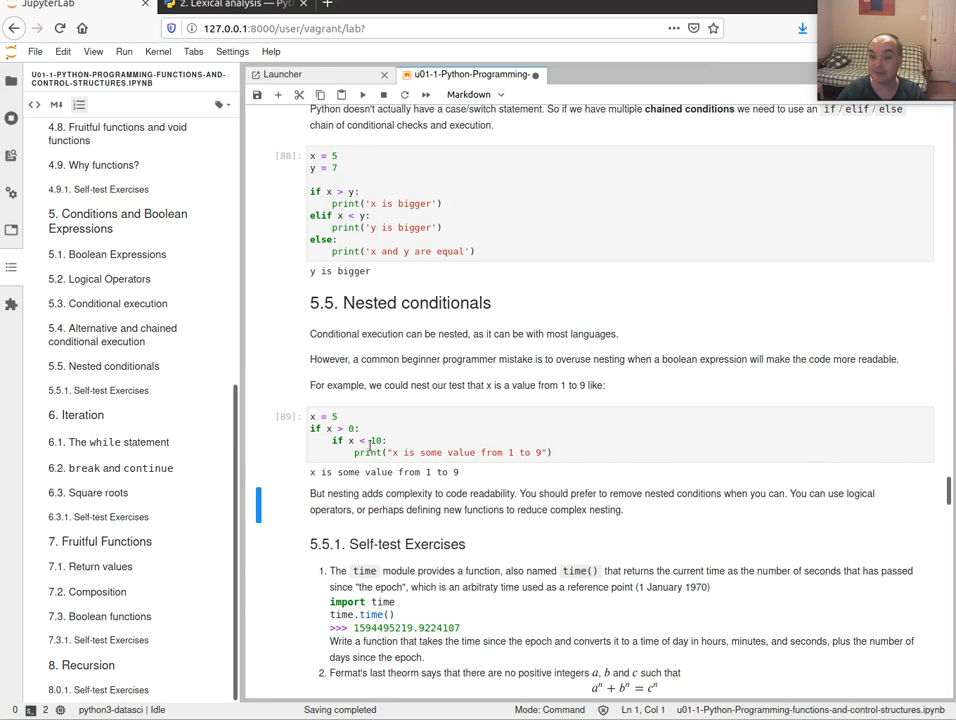 JupyterLab
2. Lexical analysis — Pyt
127.0.0.1:8000/user/vagrant/lab?
File Edit View Run Kernel Tabs Settings Help
U01-1-PYTHON-PROGRAMMING-FUNCTIONS-AND-
CONTROL-STRUCTURES.IPYNB
4.8. Fruitful functions and void
functions
4.9. Why functions?
4.9.1. Self-test Exercises
5. Conditions and Boolean
Expressions
5.1. Boolean Expressions
5.2. Logical Operators
5.3. Conditional execution
5.4. Alternative and chained
conditional execution
5.5. Nested conditionals
5.5.1. Self-test Exercises
6. Iteration
6.1. The while statement
6.2. break and continue
6.3. Square roots
6.3.1. Self-test Exercises
7. Fruitful Functions
7.1. Return values
7.2. Composition
7.3. Boolean functions
7.3.1. Self-test Exercises
8. Recursion
8.0.1. Self-test Exercises
Launcher
u01-1-Python-Programming-
Markdown
Python doesn't actually have a case/switch statement. So if we have multiple chained conditions we need to use an if / elif / else
chain of conditional checks and execution.
[88]:
x = 5
y = 7
if x > y:
print('x is bigger')
elif x < y:
print('y is bigger')
else:
print('x and y are equal')
y is bigger
5.5. Nested conditionals
Conditional execution can be nested, as it can be with most languages.
However, a common beginner programmer mistake is to overuse nesting when a boolean expression will make the code more readable.
For example, we could nest our test that x is a value from 1 to 9 like:
[89]:
x = 5
if x > 0:
if x < 10:
print("x is some value from 1 to 9")
x is some value from 1 to 9
But nesting adds complexity to code readability. You should prefer to remove nested conditions when you can. You can use logical
operators, or perhaps defining new functions to reduce complex nesting.
5.5.1. Self-test Exercises
1. The time module provides a function, also named time() that returns the current time as the number of seconds that has passed
since "the epoch", which is an arbitraty time used as a reference point (1 January 1970)
import time
time.time()
>>> 1594495219.9224107
Write a function that takes the time since the epoch and converts it to a time of day in hours, minutes, and seconds, plus the number of
days since the epoch.
2. Fermat's last theorm says that there are no positive integers a, b and c such that
aⁿ + bⁿ = cⁿ
0 2 python3-datasci | Idle
Saving completed
Mode: Command
Ln 1, Col 1
u01-1-Python-Programming-functions-and-control-structures.ipynb